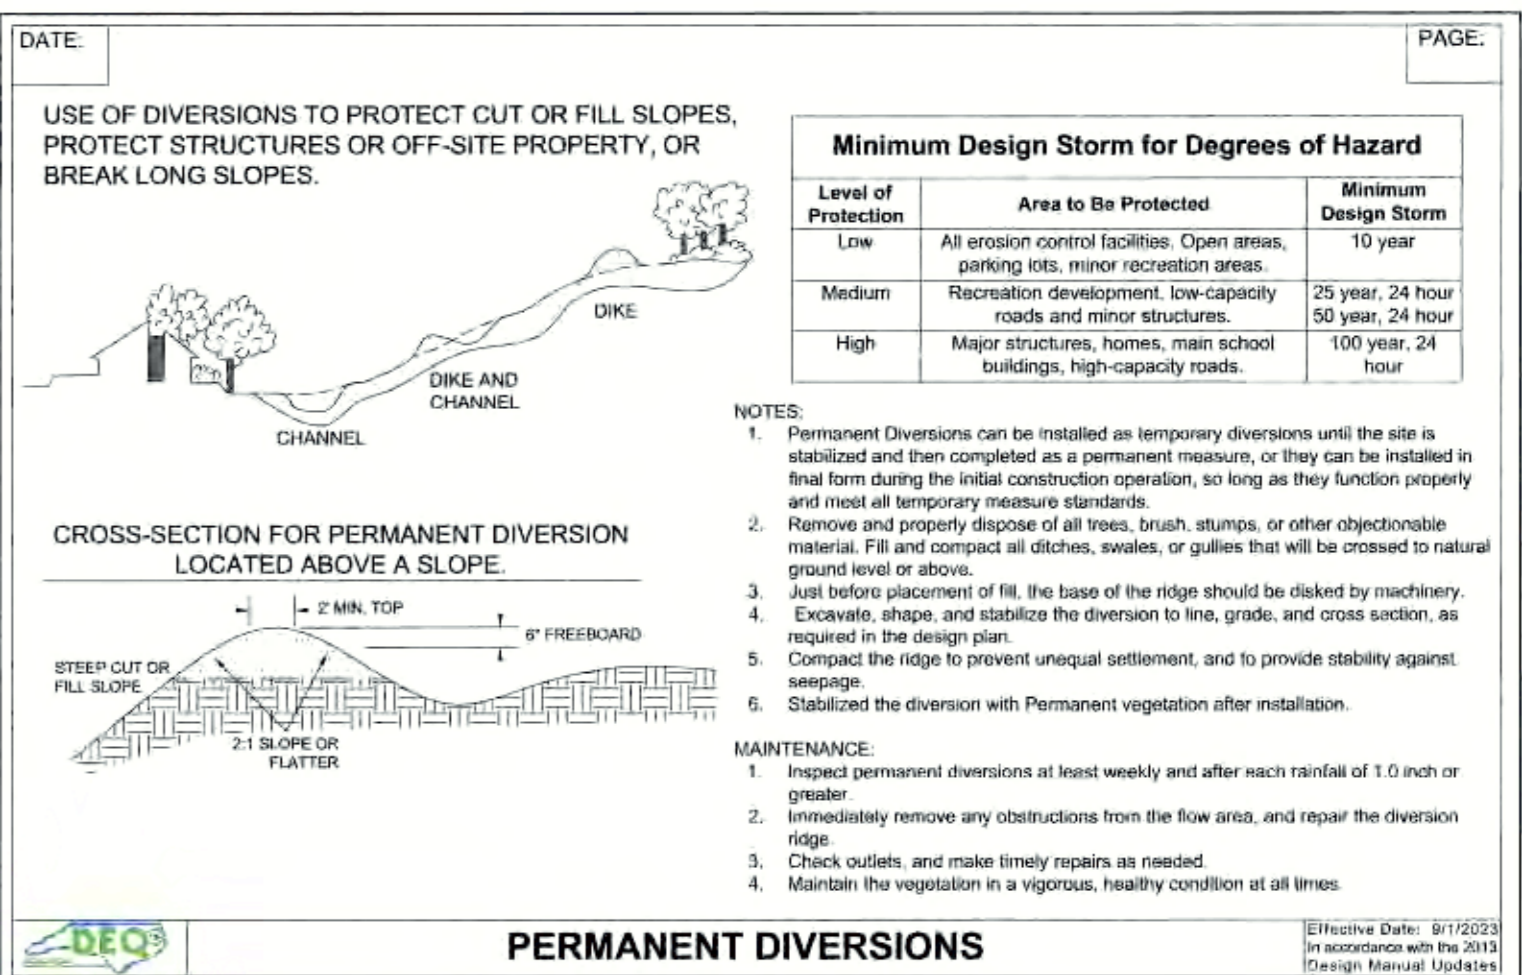 DATE:
PAGE:
USE OF DIVERSIONS TO PROTECT CUT OR FILL SLOPES,
PROTECT STRUCTURES OR OFF-SITE PROPERTY, OR
BREAK LONG SLOPES.
DIKE
DIKE AND
CHANNEL
CHANNEL
CROSS-SECTION FOR PERMANENT DIVERSION
LOCATED ABOVE A SLOPE.
2' MIN. TOP
6" FREEBOARD
STEEP CUT OR
FILL SLOPE
2:1 SLOPE OR
FLATTER
Minimum Design Storm for Degrees of Hazard
Level of
Protection
Area to Be Protected
Minimum
Design Storm
Low
All erosion control facilities. Open areas,
parking lots, minor recreation areas.
10 year
Medium
Recreation development, low-capacity
roads and minor structures.
25 year, 24 hour
50 year, 24 hour
High
Major structures, homes, main school
buildings, high-capacity roads.
100 year, 24
hour
NOTES:
1. Permanent Diversions can be installed as temporary diversions until the site is
stabilized and then completed as a permanent measure, or they can be installed in
final form during the initial construction operation, so long as they function properly
and meet all temporary measure standards.
2. Remove and properly dispose of all trees, brush, stumps, or other objectionable
material. Fill and compact all ditches, swales, or gullies that will be crossed to natural
ground level or above.
3. Just before placement of fill, the base of the ridge should be disked by machinery.
4. Excavate, shape, and stabilize the diversion to line, grade, and cross section, as
required in the design plan.
5. Compact the ridge to prevent unequal settlement, and to provide stability against
seepage.
6. Stabilized the diversion with Permanent vegetation after installation.
MAINTENANCE:
1. Inspect permanent diversions at least weekly and after each rainfall of 1.0 inch or
greater.
2. Immediately remove any obstructions from the flow area, and repair the diversion
ridge.
3. Check outlets, and make timely repairs as needed.
4. Maintain the vegetation in a vigorous, healthy condition at all times.
DEQ
PERMANENT DIVERSIONS
Effective Date: 9/1/2023
In accordance with the 2013
Design Manual Updates